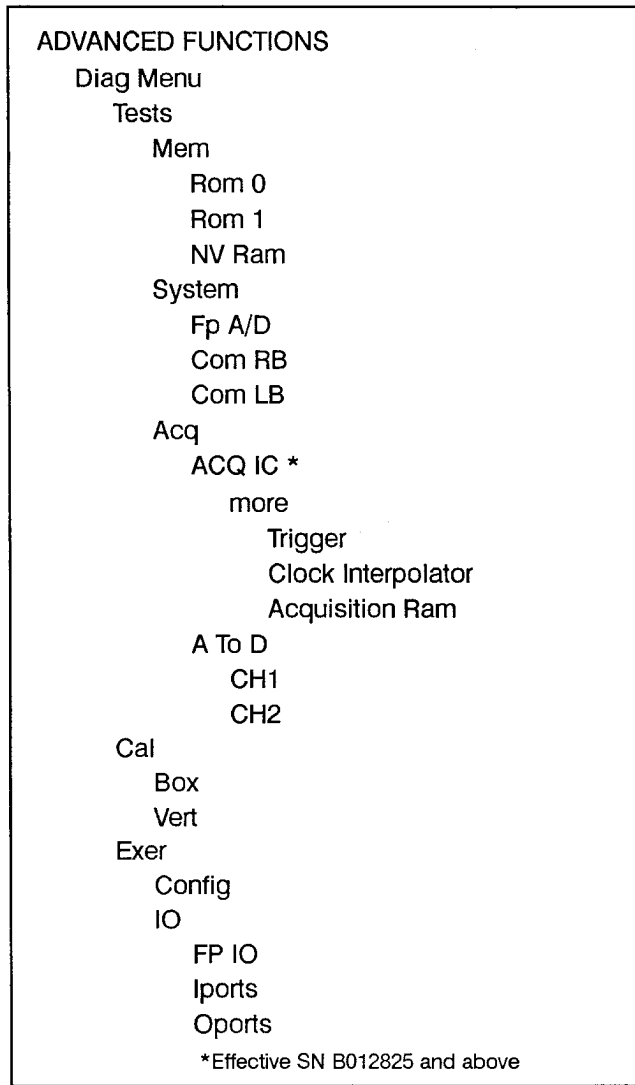 ADVANCED FUNCTIONS
Diag Menu
Tests
Mem
Rom 0
Rom 1
NV Ram
System
Fp A/D
Com RB
Com LB
Acq
ACQ IC *
more
Trigger
Clock Interpolator
Acquisition Ram
A To D
CH1
CH2
Cal
Box
Vert
Exer
Config
IO
FP IO
Iports
Oports
*Effective SN B012825 and above